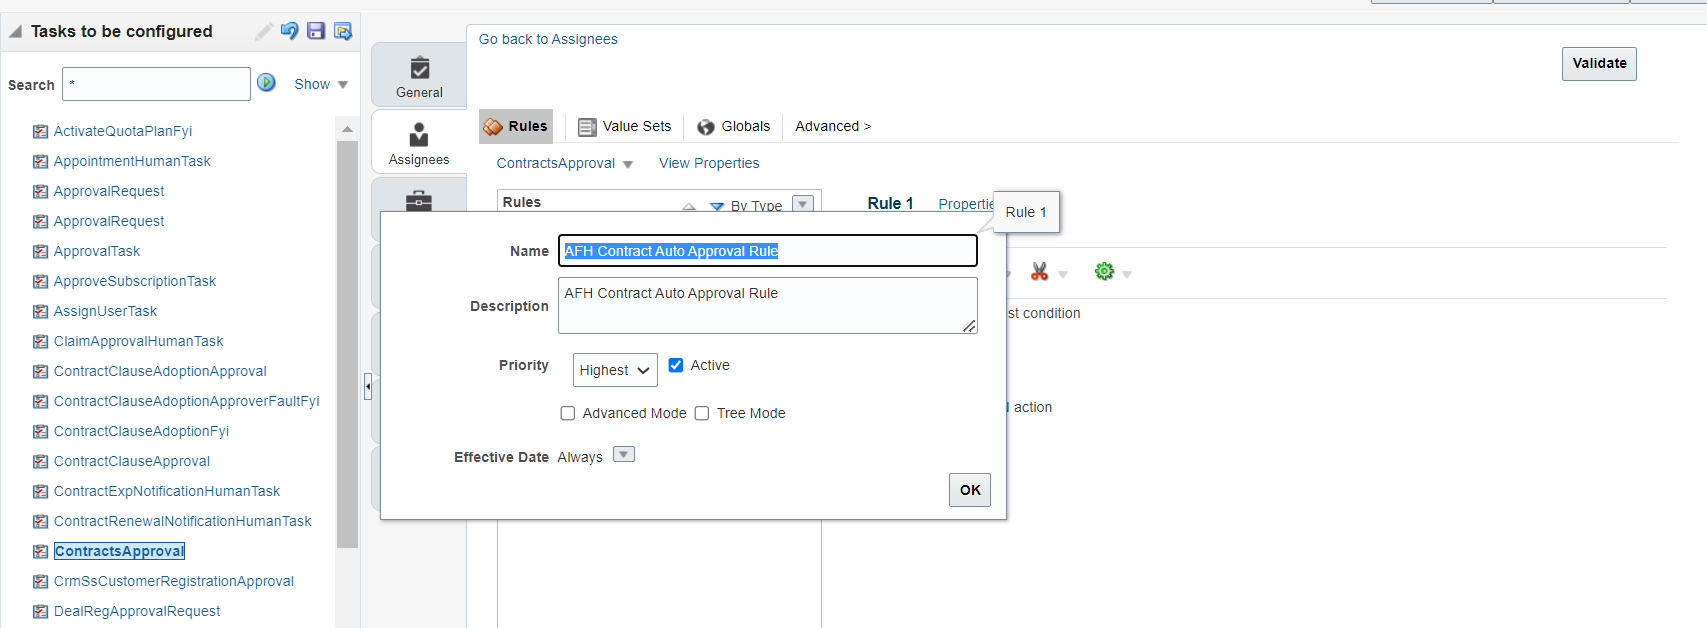 Tasks to be configured
Search
*
Show
ActivateQuotaPlanFyi
AppointmentHumanTask
ApprovalRequest
ApprovalRequest
ApprovalTask
ApproveSubscriptionTask
AssignUserTask
ClaimApprovalHumanTask
ContractClauseAdoptionApproval
ContractClauseAdoptionApproverFaultFyi
ContractClauseAdoptionFyi
ContractClauseApproval
ContractExpNotificationHumanTask
ContractRenewalNotificationHumanTask
ContractsApproval
CrmSsCustomerRegistrationApproval
DealRegApprovalRequest
General
Assignees
Go back to Assignees
Validate
Rules Value Sets Globals Advanced >
ContractsApproval View Properties
Rules By Type
Rule 1 Propertie
Rule 1
Name AFH Contract Auto Approval Rule
Description AFH Contract Auto Approval Rule
Priority Highest Active
Advanced Mode Tree Mode
Effective Date Always
OK
st condition
action